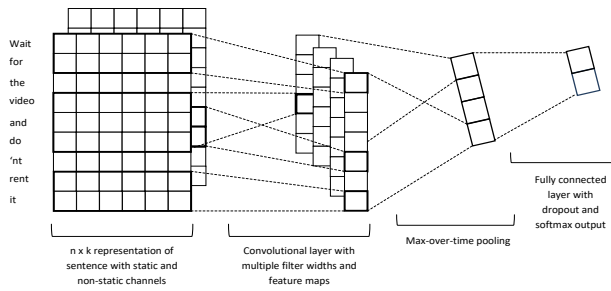 Wait
for
the
video
and
do
'nt
rent
it
n x k representation of
sentence with static and
non-static channels
Convolutional layer with
multiple filter widths and
feature maps
Max-over-time pooling
Fully connected
layer with
dropout and
softmax output